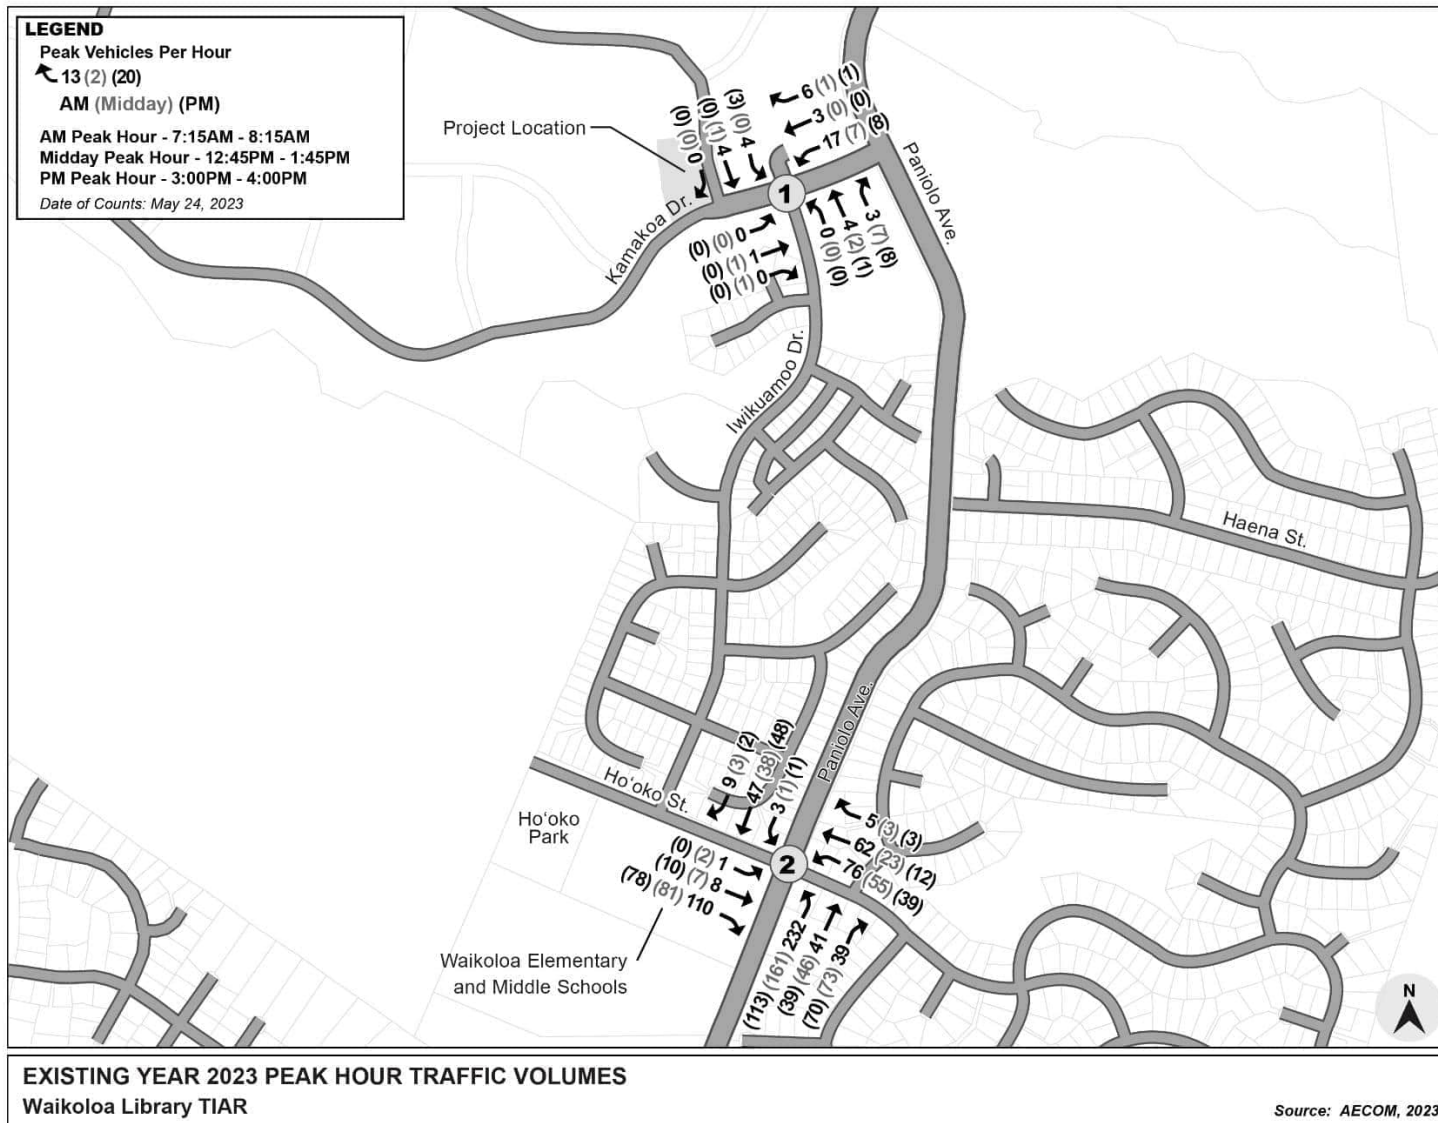 LEGEND
Peak Vehicles Per Hour
13 (2) (20)
AM (Midday) (PM)
AM Peak Hour - 7:15AM - 8:15AM
Midday Peak Hour - 12:45PM - 1:45PM
PM Peak Hour - 3:00PM - 4:00PM
Date of Counts: May 24, 2023
Project Location
(0) (0) 0
(0) (1) 4
(3) (0) 4
6 (1) (1)
3 (0) (0)
17 (7) (8)
1
Paniolo Ave.
Kamakoa Dr.
(0) (0) 0
(0) (1) 1
(0) (1) 0
0 (0) (0)
4 (2) (1)
3 (7) (8)
Iwikuamoo Dr.
Haena St.
Paniolo Ave.
9 (3) (2)
47 (38) (48)
3 (1) (1)
Hoʻoko St.
Hoʻoko
Park
5 (3) (3)
62 (23) (12)
76 (55) (39)
2
(0) (2) 1
(10) (7) 8
(78) (81) 110
Waikoloa Elementary
and Middle Schools
(113) (161) 232
(39) (46) 41
(70) (73) 39
N
EXISTING YEAR 2023 PEAK HOUR TRAFFIC VOLUMES
Waikoloa Library TIAR
Source: AECOM, 2023